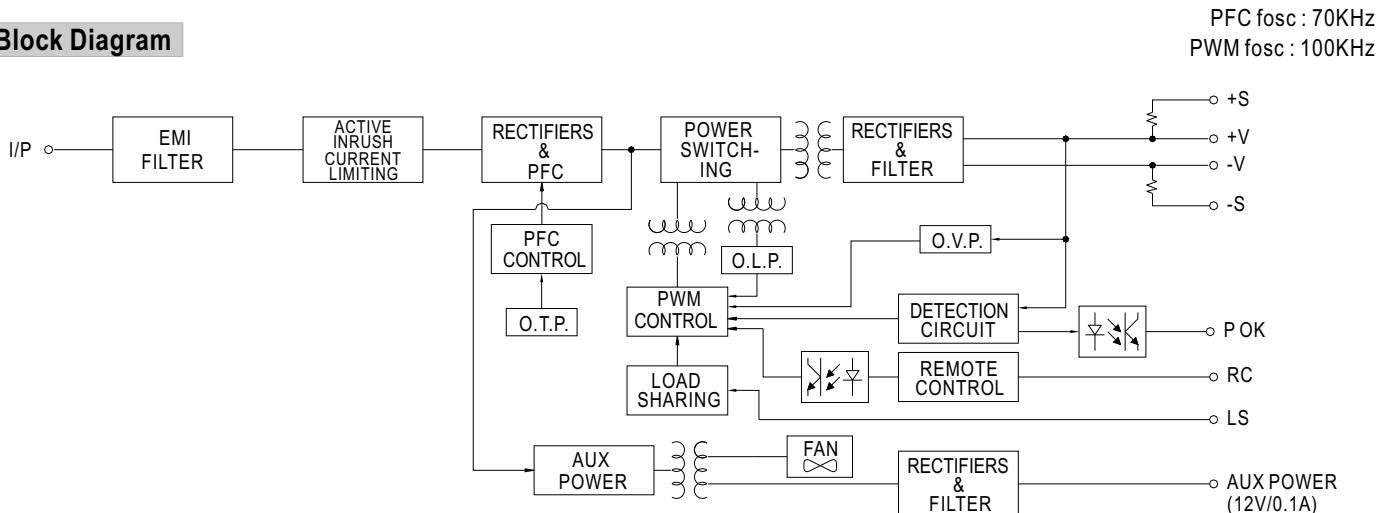 Block Diagram
PFC fosc : 70KHz
PWM fosc : 100KHz
I/P
EMI
FILTER
ACTIVE
INRUSH
CURRENT
LIMITING
RECTIFIERS
&
PFC
POWER
SWITCH-
ING
RECTIFIERS
&
FILTER
+S
+V
-V
-S
PFC
CONTROL
O.T.P.
O.L.P.
O.V.P.
PWM
CONTROL
DETECTION
CIRCUIT
P OK
LOAD
SHARING
REMOTE
CONTROL
RC
LS
AUX
POWER
FAN
RECTIFIERS
&
FILTER
AUX POWER
(12V/0.1A)